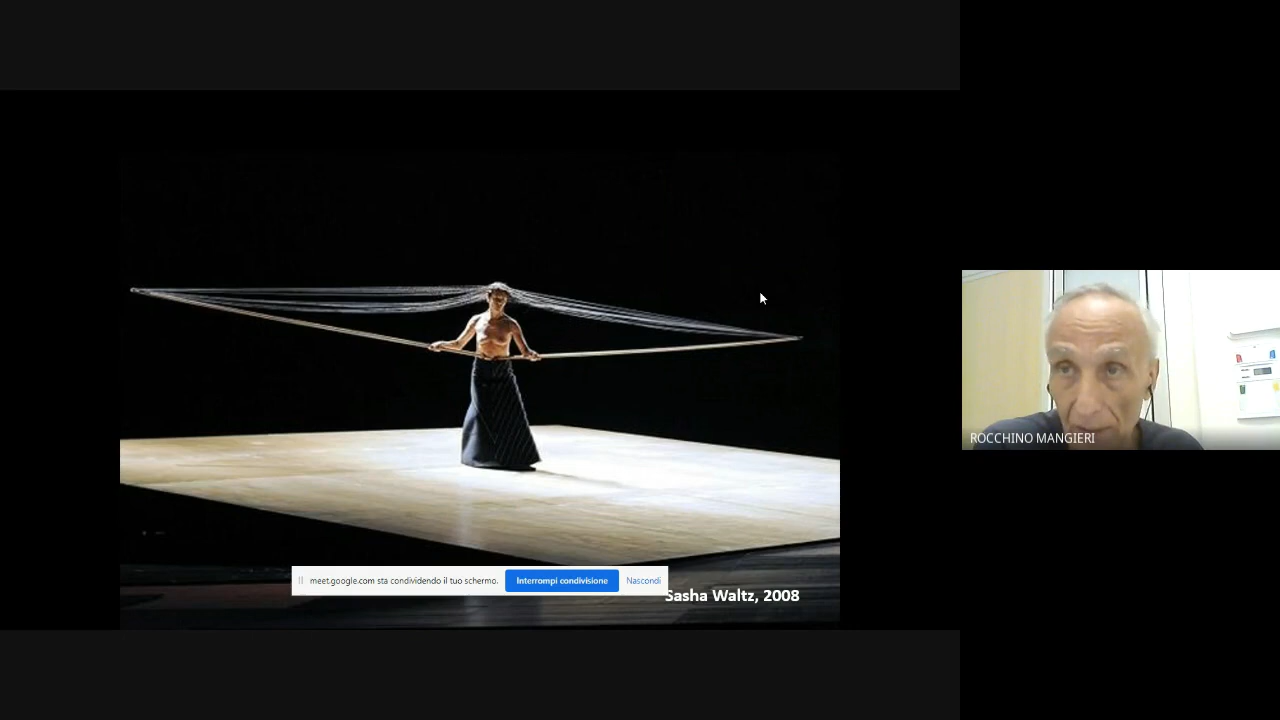 ROCCHINO MANGIERI
meet.google.com sta condividendo il tuo schermo. Interrompi condivisione Nascondi
Sasha Waltz, 2008